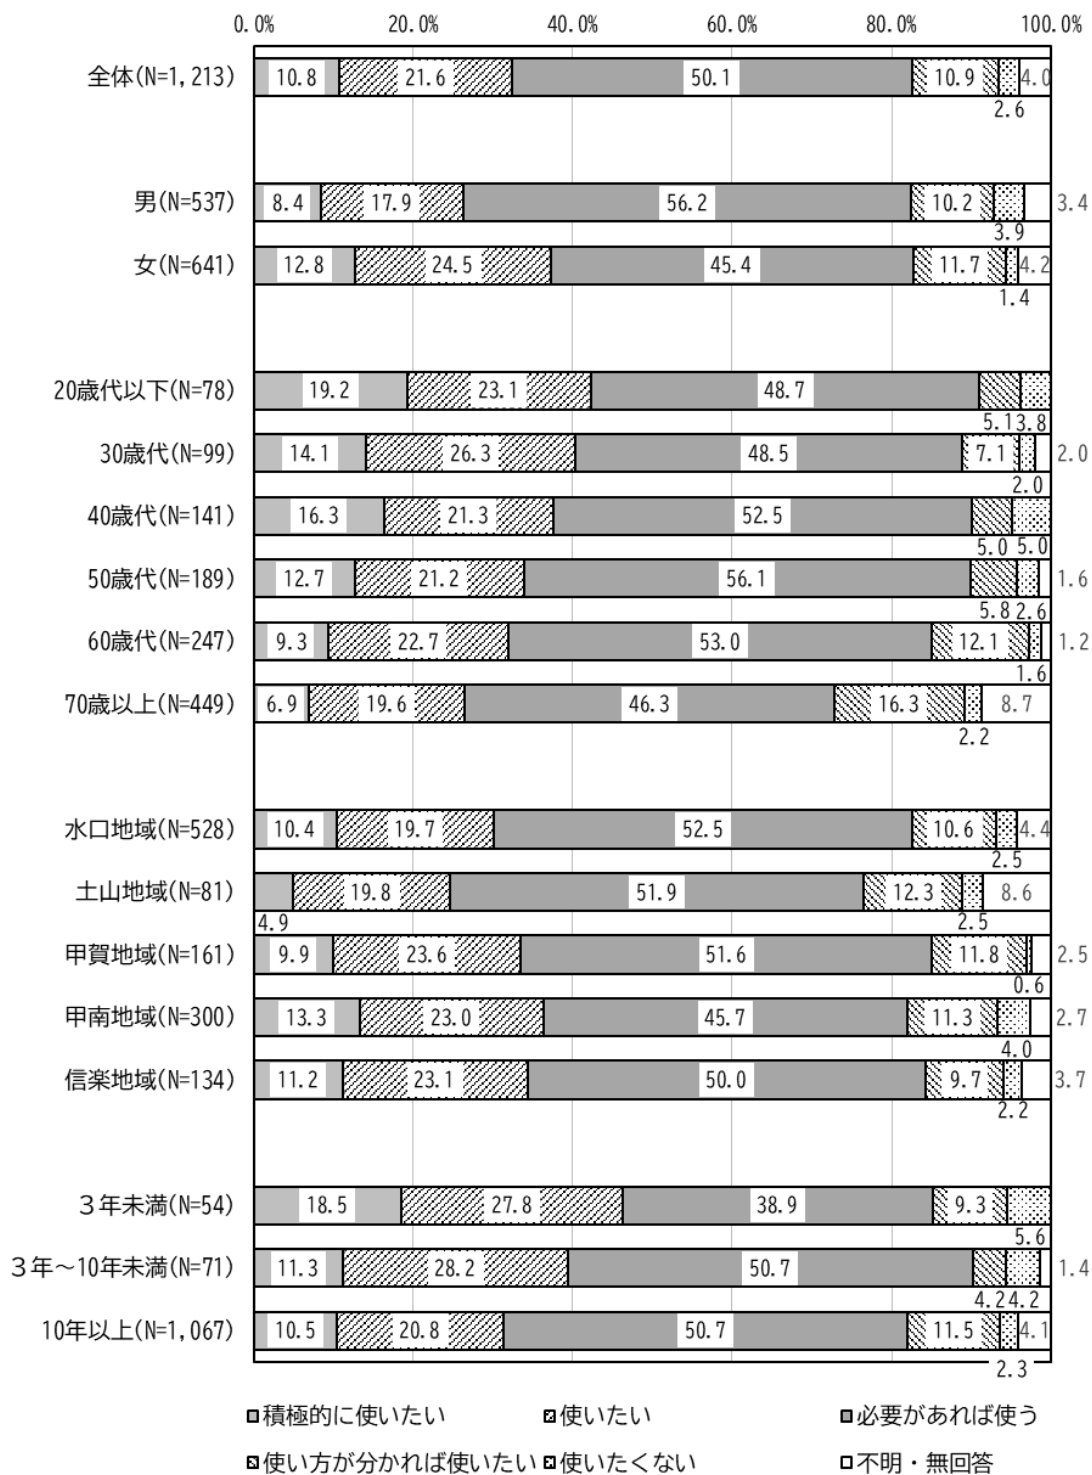 0.0% 20.0% 40.0% 60.0% 80.0% 100.0%
全体(N=1,213) 10.8 21.6 50.1 10.9 4.0
2.6
男(N=537) 8.4 17.9 56.2 10.2 3.4
3.9
女(N=641) 12.8 24.5 45.4 11.7 4.2
1.4
20歳代以下(N=78) 19.2 23.1 48.7
5.1 3.8
30歳代(N=99) 14.1 26.3 48.5 7.1 2.0
2.0
40歳代(N=141) 16.3 21.3 52.5
5.0 5.0
50歳代(N=189) 12.7 21.2 56.1 1.6
5.8 2.6
60歳代(N=247) 9.3 22.7 53.0 12.1 1.2
1.6
70歳以上(N=449) 6.9 19.6 46.3 16.3 8.7
2.2
水口地域(N=528) 10.4 19.7 52.5 10.6 4.4
2.5
土山地域(N=81) 19.8 51.9 12.3 8.6
4.9 2.5
甲賀地域(N=161) 9.9 23.6 51.6 11.8 2.5
0.6
甲南地域(N=300) 13.3 23.0 45.7 11.3 2.7
4.0
信楽地域(N=134) 11.2 23.1 50.0 9.7 3.7
2.2
３年未満(N=54) 18.5 27.8 38.9 9.3
5.6
３年～10年未満(N=71) 11.3 28.2 50.7 1.4
4.2 4.2
10年以上(N=1,067) 10.5 20.8 50.7 11.5 4.1
2.3
積極的に使いたい 使いたい 必要があれば使う
使い方が分かれば使いたい 使いたくない 不明・無回答